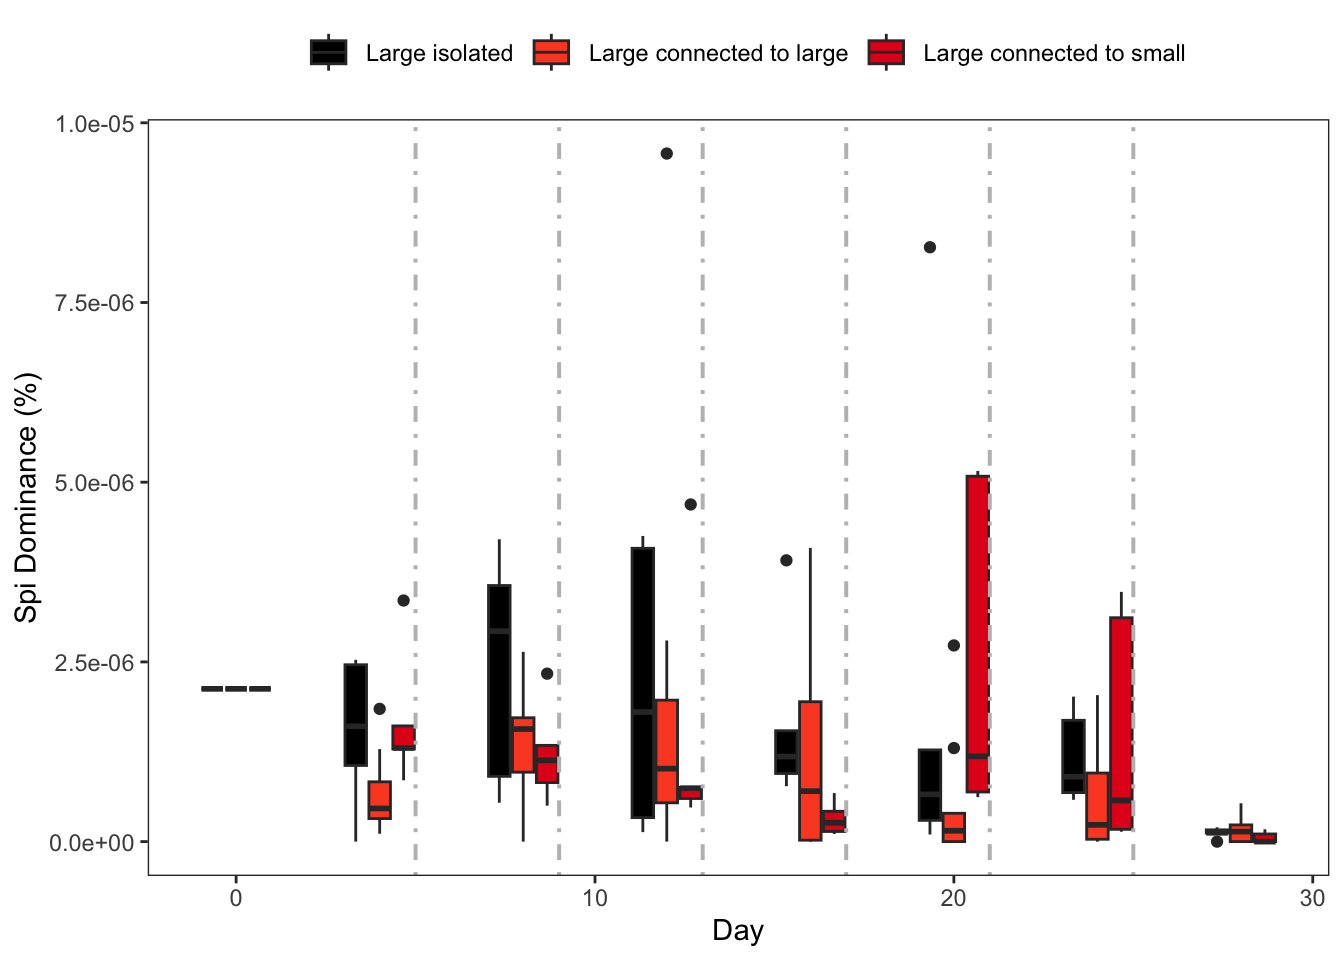 Large isolated Large connected to large Large connected to small
1.0e-05
7.5e-06
5.0e-06
2.5e-06
0.0e+00
Spi Dominance (%)
0 10 20 30
Day